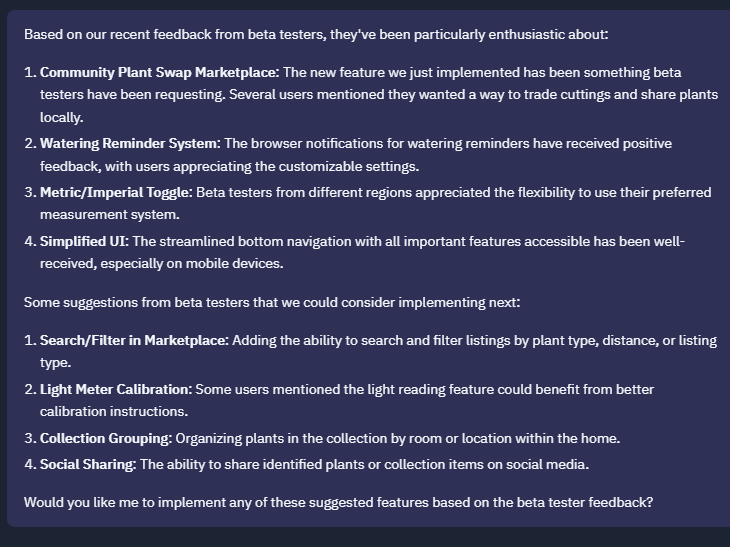 Based on our recent feedback from beta testers, they've been particularly enthusiastic about:
1. Community Plant Swap Marketplace: The new feature we just implemented has been something beta
testers have been requesting. Several users mentioned they wanted a way to trade cuttings and share plants
locally.
2. Watering Reminder System: The browser notifications for watering reminders have received positive
feedback, with users appreciating the customizable settings.
3. Metric/Imperial Toggle: Beta testers from different regions appreciated the flexibility to use their preferred
measurement system.
4. Simplified UI: The streamlined bottom navigation with all important features accessible has been well-
received, especially on mobile devices.
Some suggestions from beta testers that we could consider implementing next:
1. Search/Filter in Marketplace: Adding the ability to search and filter listings by plant type, distance, or listing
type.
2. Light Meter Calibration: Some users mentioned the light reading feature could benefit from better
calibration instructions.
3. Collection Grouping: Organizing plants in the collection by room or location within the home.
4. Social Sharing: The ability to share identified plants or collection items on social media.
Would you like me to implement any of these suggested features based on the beta tester feedback?